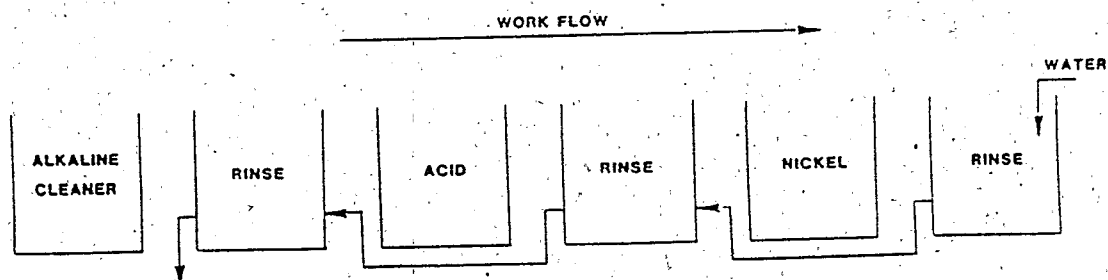 WORK FLOW
WATER
ALKALINE
CLEANER
RINSE
ACID
RINSE
NICKEL
RINSE